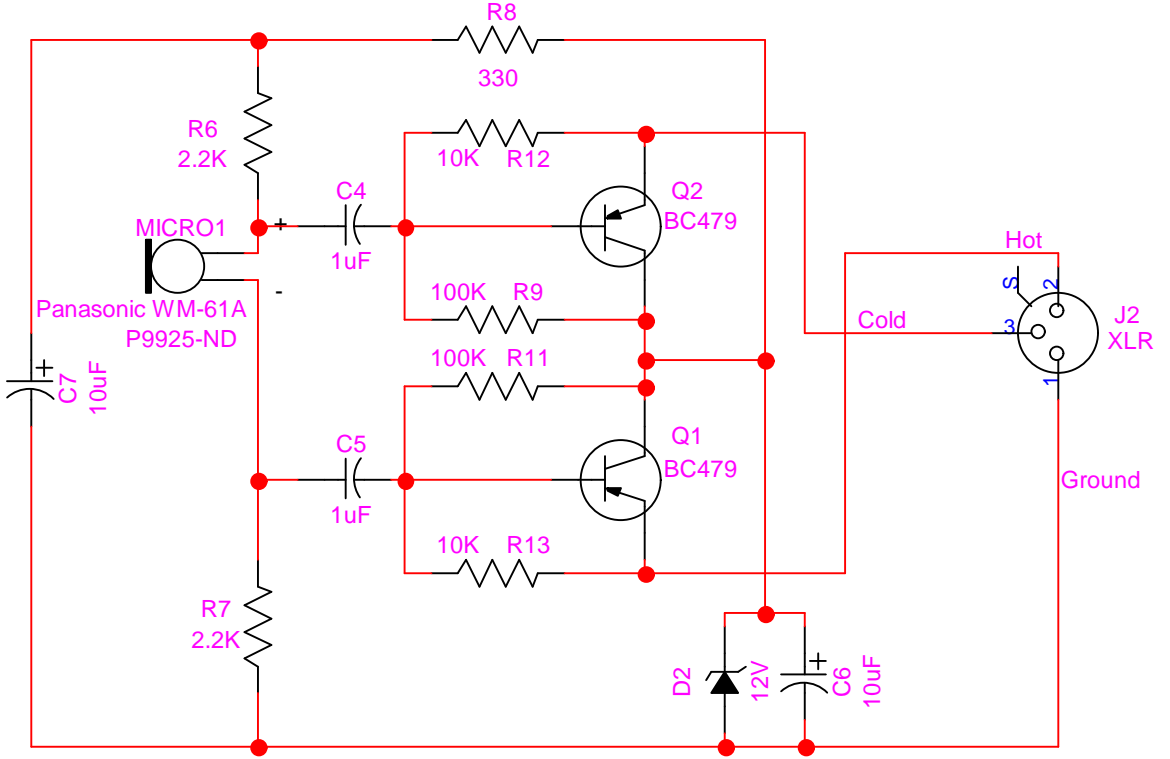 R8
330
R6
2.2K
10K R12
C4
1uF
Q2
BC479
MICRO1
+
-
Panasonic WM-61A
P9925-ND
100K R9
100K R11
Hot
S
2
Cold
3
1
J2
XLR
+
C7
10uF
C5
1uF
Q1
BC479
Ground
10K R13
R7
2.2K
D2
12V
+
C6
10uF